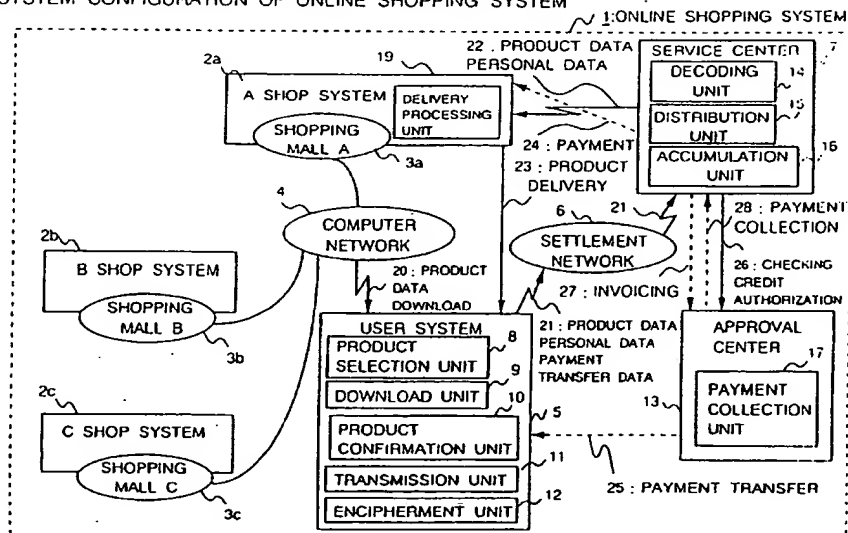 SYSTEM CONFIGURATION OF ONLINE SHOPPING SYSTEM
1:ONLINE SHOPPING SYSTEM
2a
19
22 : PRODUCT DATA
PERSONAL DATA
SERVICE CENTER
7
DECODING
UNIT
14
A SHOP SYSTEM
DELIVERY
PROCESSING
UNIT
DISTRIBUTION
UNIT
15
SHOPPING
MALL A
3a
24 : PAYMENT
23 : PRODUCT
DELIVERY
ACCUMULATION
UNIT
16
4
COMPUTER
NETWORK
6
21
SETTLEMENT
NETWORK
28 : PAYMENT
COLLECTION
2b
B SHOP SYSTEM
SHOPPING
MALL B
3b
20 : PRODUCT
DATA
DOWNLOAD
27 : INVOICING
26 : CHECKING
CREDIT
AUTHORIZATION
USER SYSTEM
PRODUCT
SELECTION UNIT
8
21 : PRODUCT DATA
PERSONAL DATA
PAYMENT
TRANSFER DATA
APPROVAL
CENTER
17
9
DOWNLOAD UNIT
10
5
13
PAYMENT
COLLECTION
UNIT
2c
C SHOP SYSTEM
SHOPPING
MALL C
3c
PRODUCT
CONFIRMATION UNIT
TRANSMISSION UNIT
11
ENCIPHERMENT UNIT
12
25 : PAYMENT TRANSFER